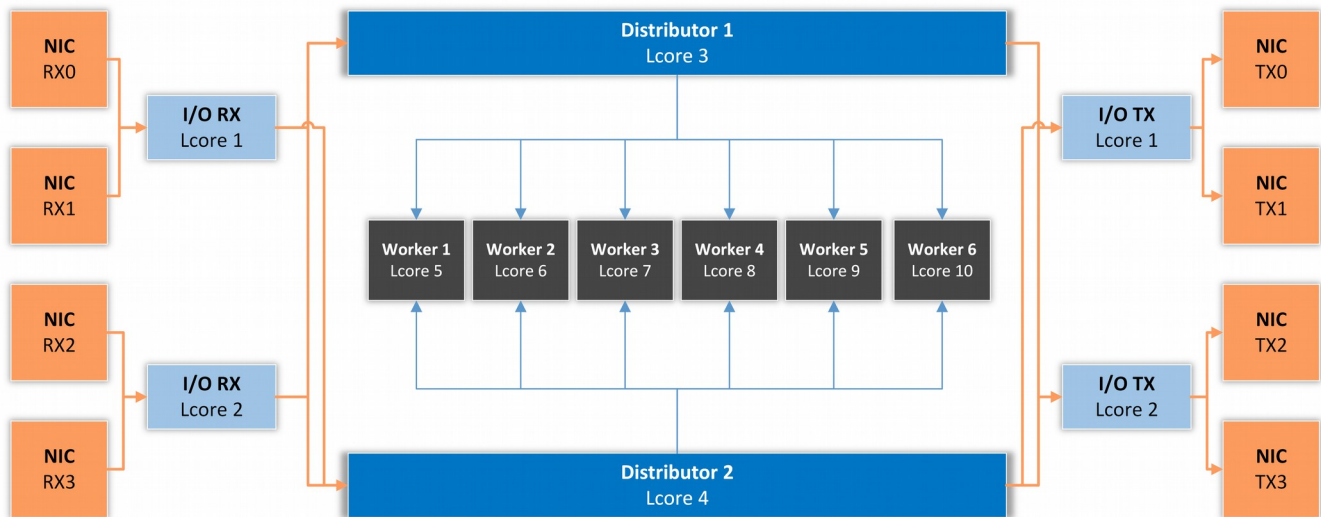 NIC
RX0
NIC
RX1
NIC
RX2
NIC
RX3
I/O RX
Lcore 1
I/O RX
Lcore 2
Distributor 1
Lcore 3
Worker 1
Lcore 5
Worker 2
Lcore 6
Worker 3
Lcore 7
Worker 4
Lcore 8
Worker 5
Lcore 9
Worker 6
Lcore 10
Distributor 2
Lcore 4
I/O TX
Lcore 1
I/O TX
Lcore 2
NIC
TX0
NIC
TX1
NIC
TX2
NIC
TX3